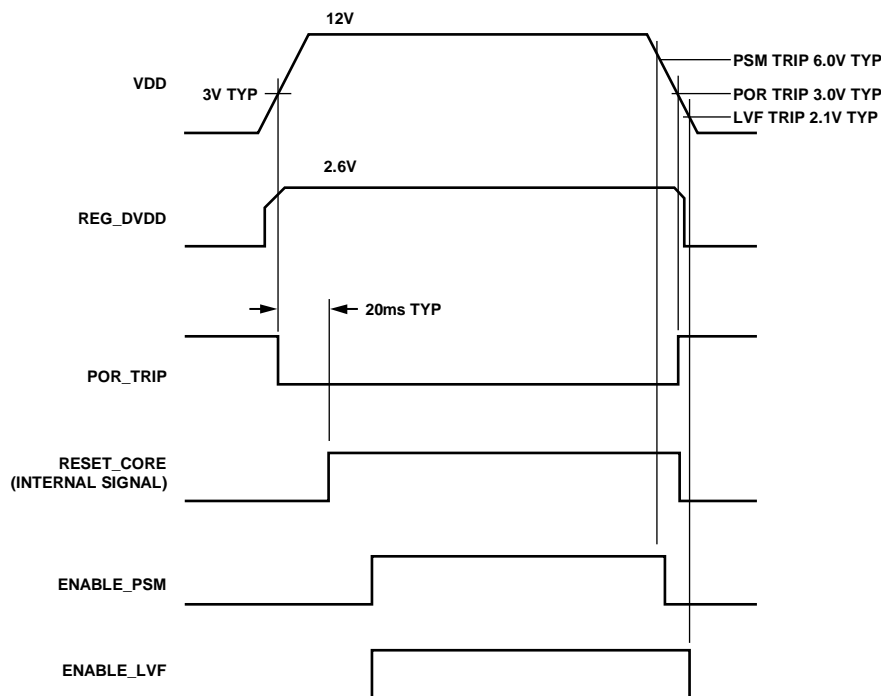 12V
PSM TRIP 6.0V TYP
VDD
3V TYP
POR TRIP 3.0V TYP
LVF TRIP 2.1V TYP
2.6V
REG_DVDD
20ms TYP
POR_TRIP
RESET_CORE
(INTERNAL SIGNAL)
ENABLE_PSM
ENABLE_LVF